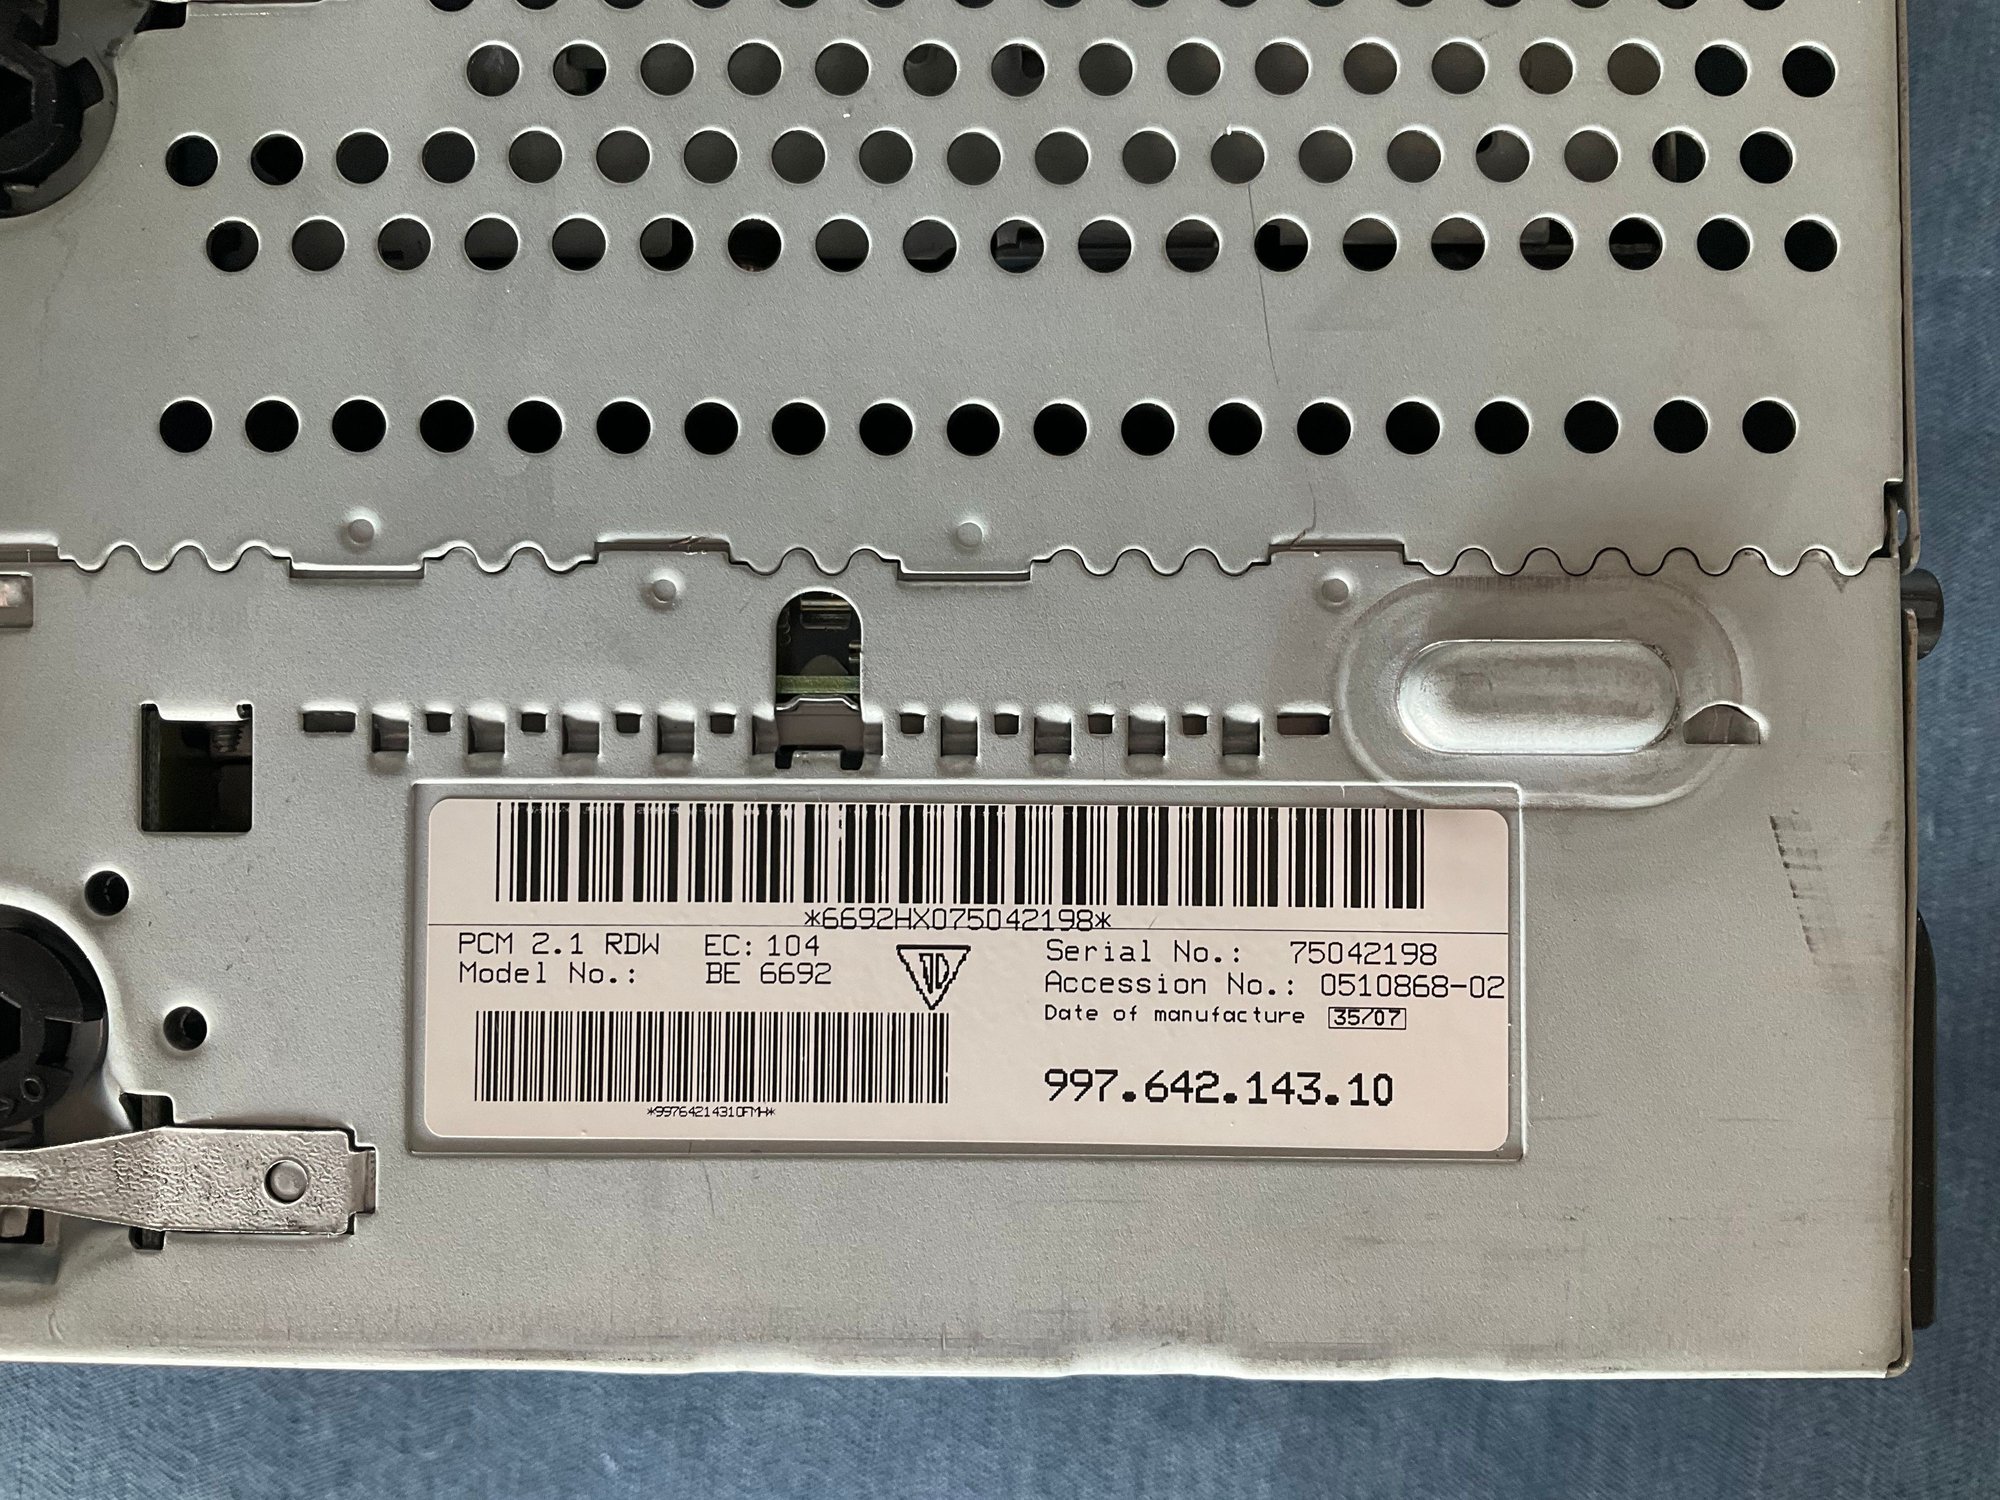 *6692HX075042198*
PCM 2.1 RDW EC: 104
Model No.: BE 6692
Serial No.: 75042198
Accession No.: 0510868-02
Date of manufacture 35/07
*99764214310FMH*
997.642.143.10